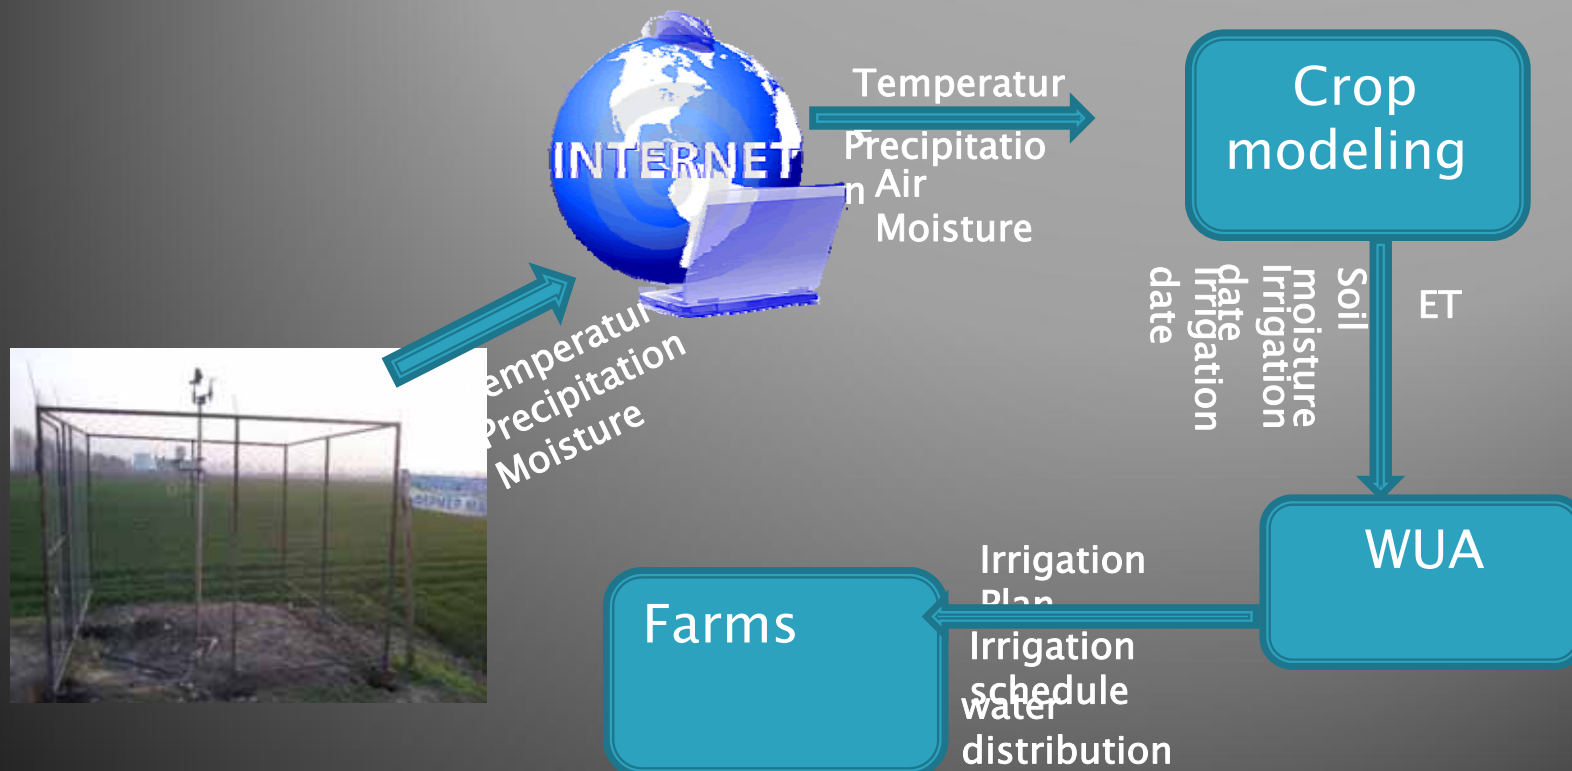 INTERNET
Temperatur
Precipitatio
n
Air
Moisture
Crop
modeling
emperatur
Precipitation
Moisture
ET
Soil
moisture
Irrigation
date
Irrigation
date
WUA
Irrigation
Plan
Irrigation
schedule
water
distribution
Farms